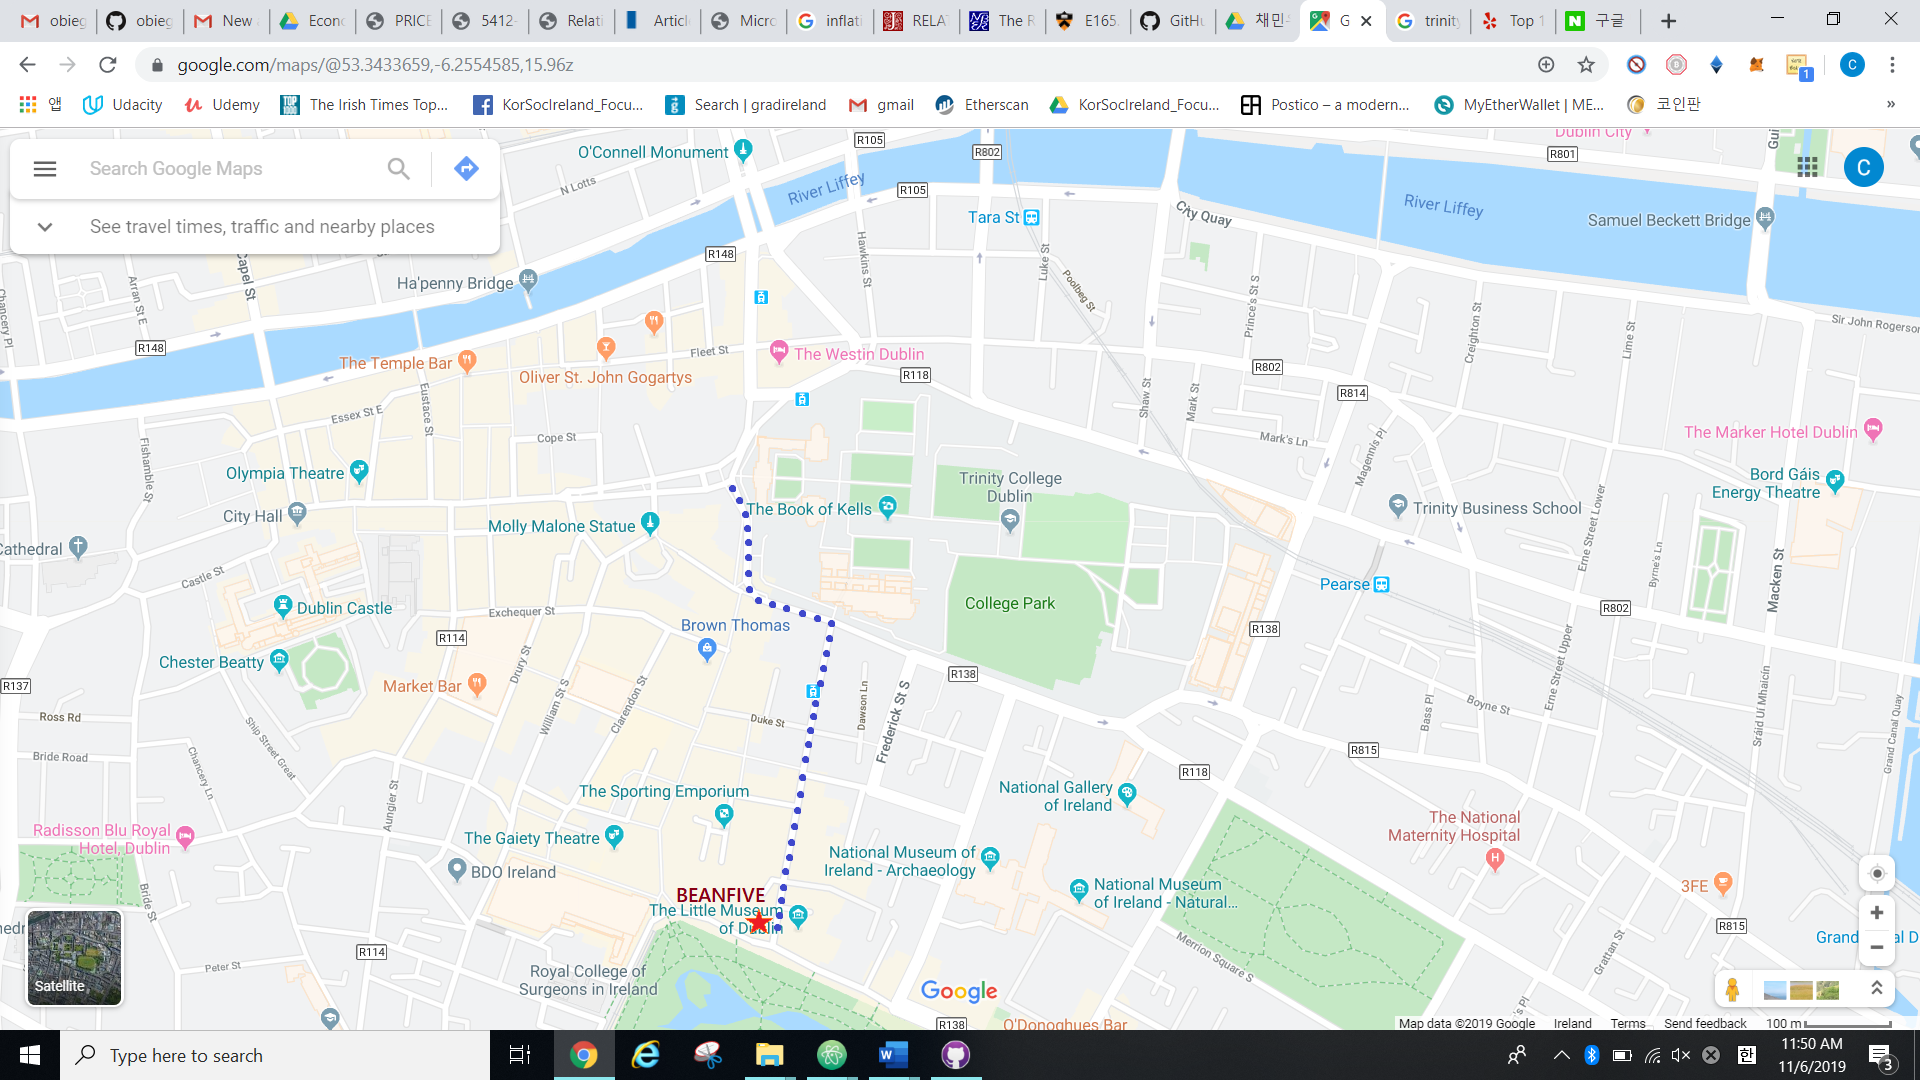 obieg
obieg
New
Econ
PRICE
5412-
Relati
Articl
Micro
inflati
RELA
The R
E165
GitHu
채민
G
trinity
Top 1
구글
google.com/maps/@53.3433659,-6.2554585,15.96z
앱
Udacity
Udemy
The Irish Times Top...
KorSocIreland_Focu...
Search | gradireland
gmail
Etherscan
KorSocIreland_Focu...
Postico – a modern...
MyEtherWallet | ME...
코인판
»
Search Google Maps
See travel times, traffic and nearby places
C
Dublin City
O'Connell Monument
N Lotts
River Liffey
R105
R802
R801
R105
Tara St
City Quay
River Liffey
Samuel Beckett Bridge
Capel St
Arran St E
Chancery Pl
Ha'penny Bridge
R148
Hawkins St
Luke St
Poolbeg St
Prince's St S
Creighton St
Lime St
Sir John Rogerson
R148
The Temple Bar
Oliver St. John Gogartys
Fleet St
The Westin Dublin
R118
R802
R814
Essex St E
Eustace St
Cope St
Shaw St
Mark St
Mark's Ln
Magennis Pl
The Marker Hotel Dublin
Fishamble St
Olympia Theatre
City Hall
Molly Malone Statue
The Book of Kells
Trinity College
Dublin
Trinity Business School
Bord Gáis
Energy Theatre
Cathedral
Castle St
Dublin Castle
Exchequer St
R114
Brown Thomas
College Park
Pearse
Erne Street Lower
Byrne's Ln
Macken St
R802
R138
Chester Beatty
R137
Market Bar
Drury St
William St S
Clarendon St
Duke St
Dawson Ln
Frederick St S
R138
Bass Pl
Boyne St
Erne Street Upper
Sráid Uí Mhaicín
Grand Canal Quay
Ross Rd
Bride Road
Ship Street Great
Chancery Ln
Aungier St
R815
R118
The Sporting Emporium
The Gaiety Theatre
National Gallery
of Ireland
The National
Maternity Hospital
Radisson Blu Royal
Hotel, Dublin
BDO Ireland
National Museum of
Ireland - Archaeology
National Museum
of Ireland - Natural...
3FE
BEANFIVE
The Little Museum
of Dublin
Bride St
R114
Peter St
Royal College of
Surgeons in Ireland
Merrion Square S
Grattan St
R815
Satellite
Google
R138
O'Donoghues Bar
Map data ©2019 Google
Ireland
Terms
Send feedback
100 m
Type here to search
한
11:50 AM
11/6/2019
3